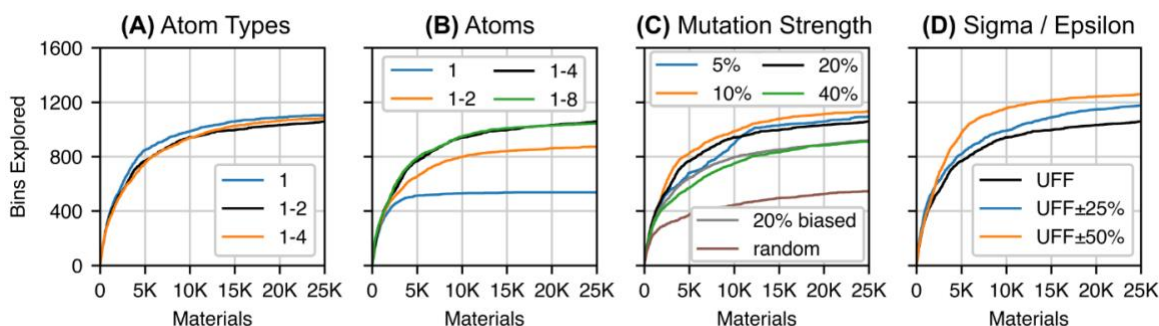 (A) Atom Types
(B) Atoms
(C) Mutation Strength
(D) Sigma / Epsilon
Bins Explored
1600
1200
800
400
0
1
1-2
1-4
0 5K 10K 15K 20K 25K
Materials
1 1-4
1-2 1-8
0 5K 10K 15K 20K 25K
Materials
5% 20%
10% 40%
20% biased
random
0 5K 10K 15K 20K 25K
Materials
UFF
UFF±25%
UFF±50%
0 5K 10K 15K 20K 25K
Materials